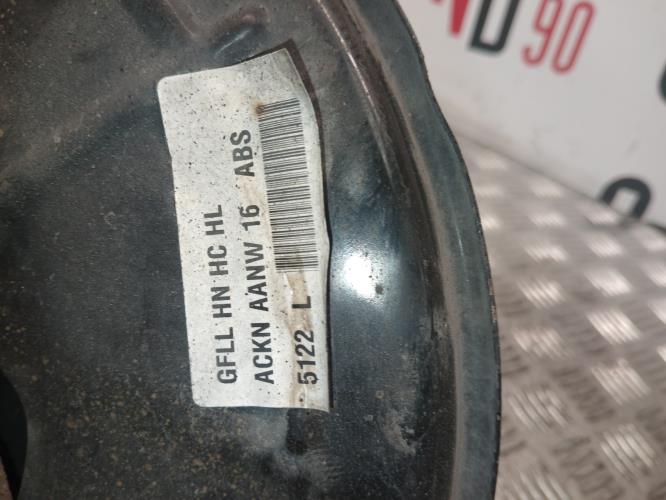 GFLL HN HC HL
ACKN AANW 16 ABS
5122 L
ND 90